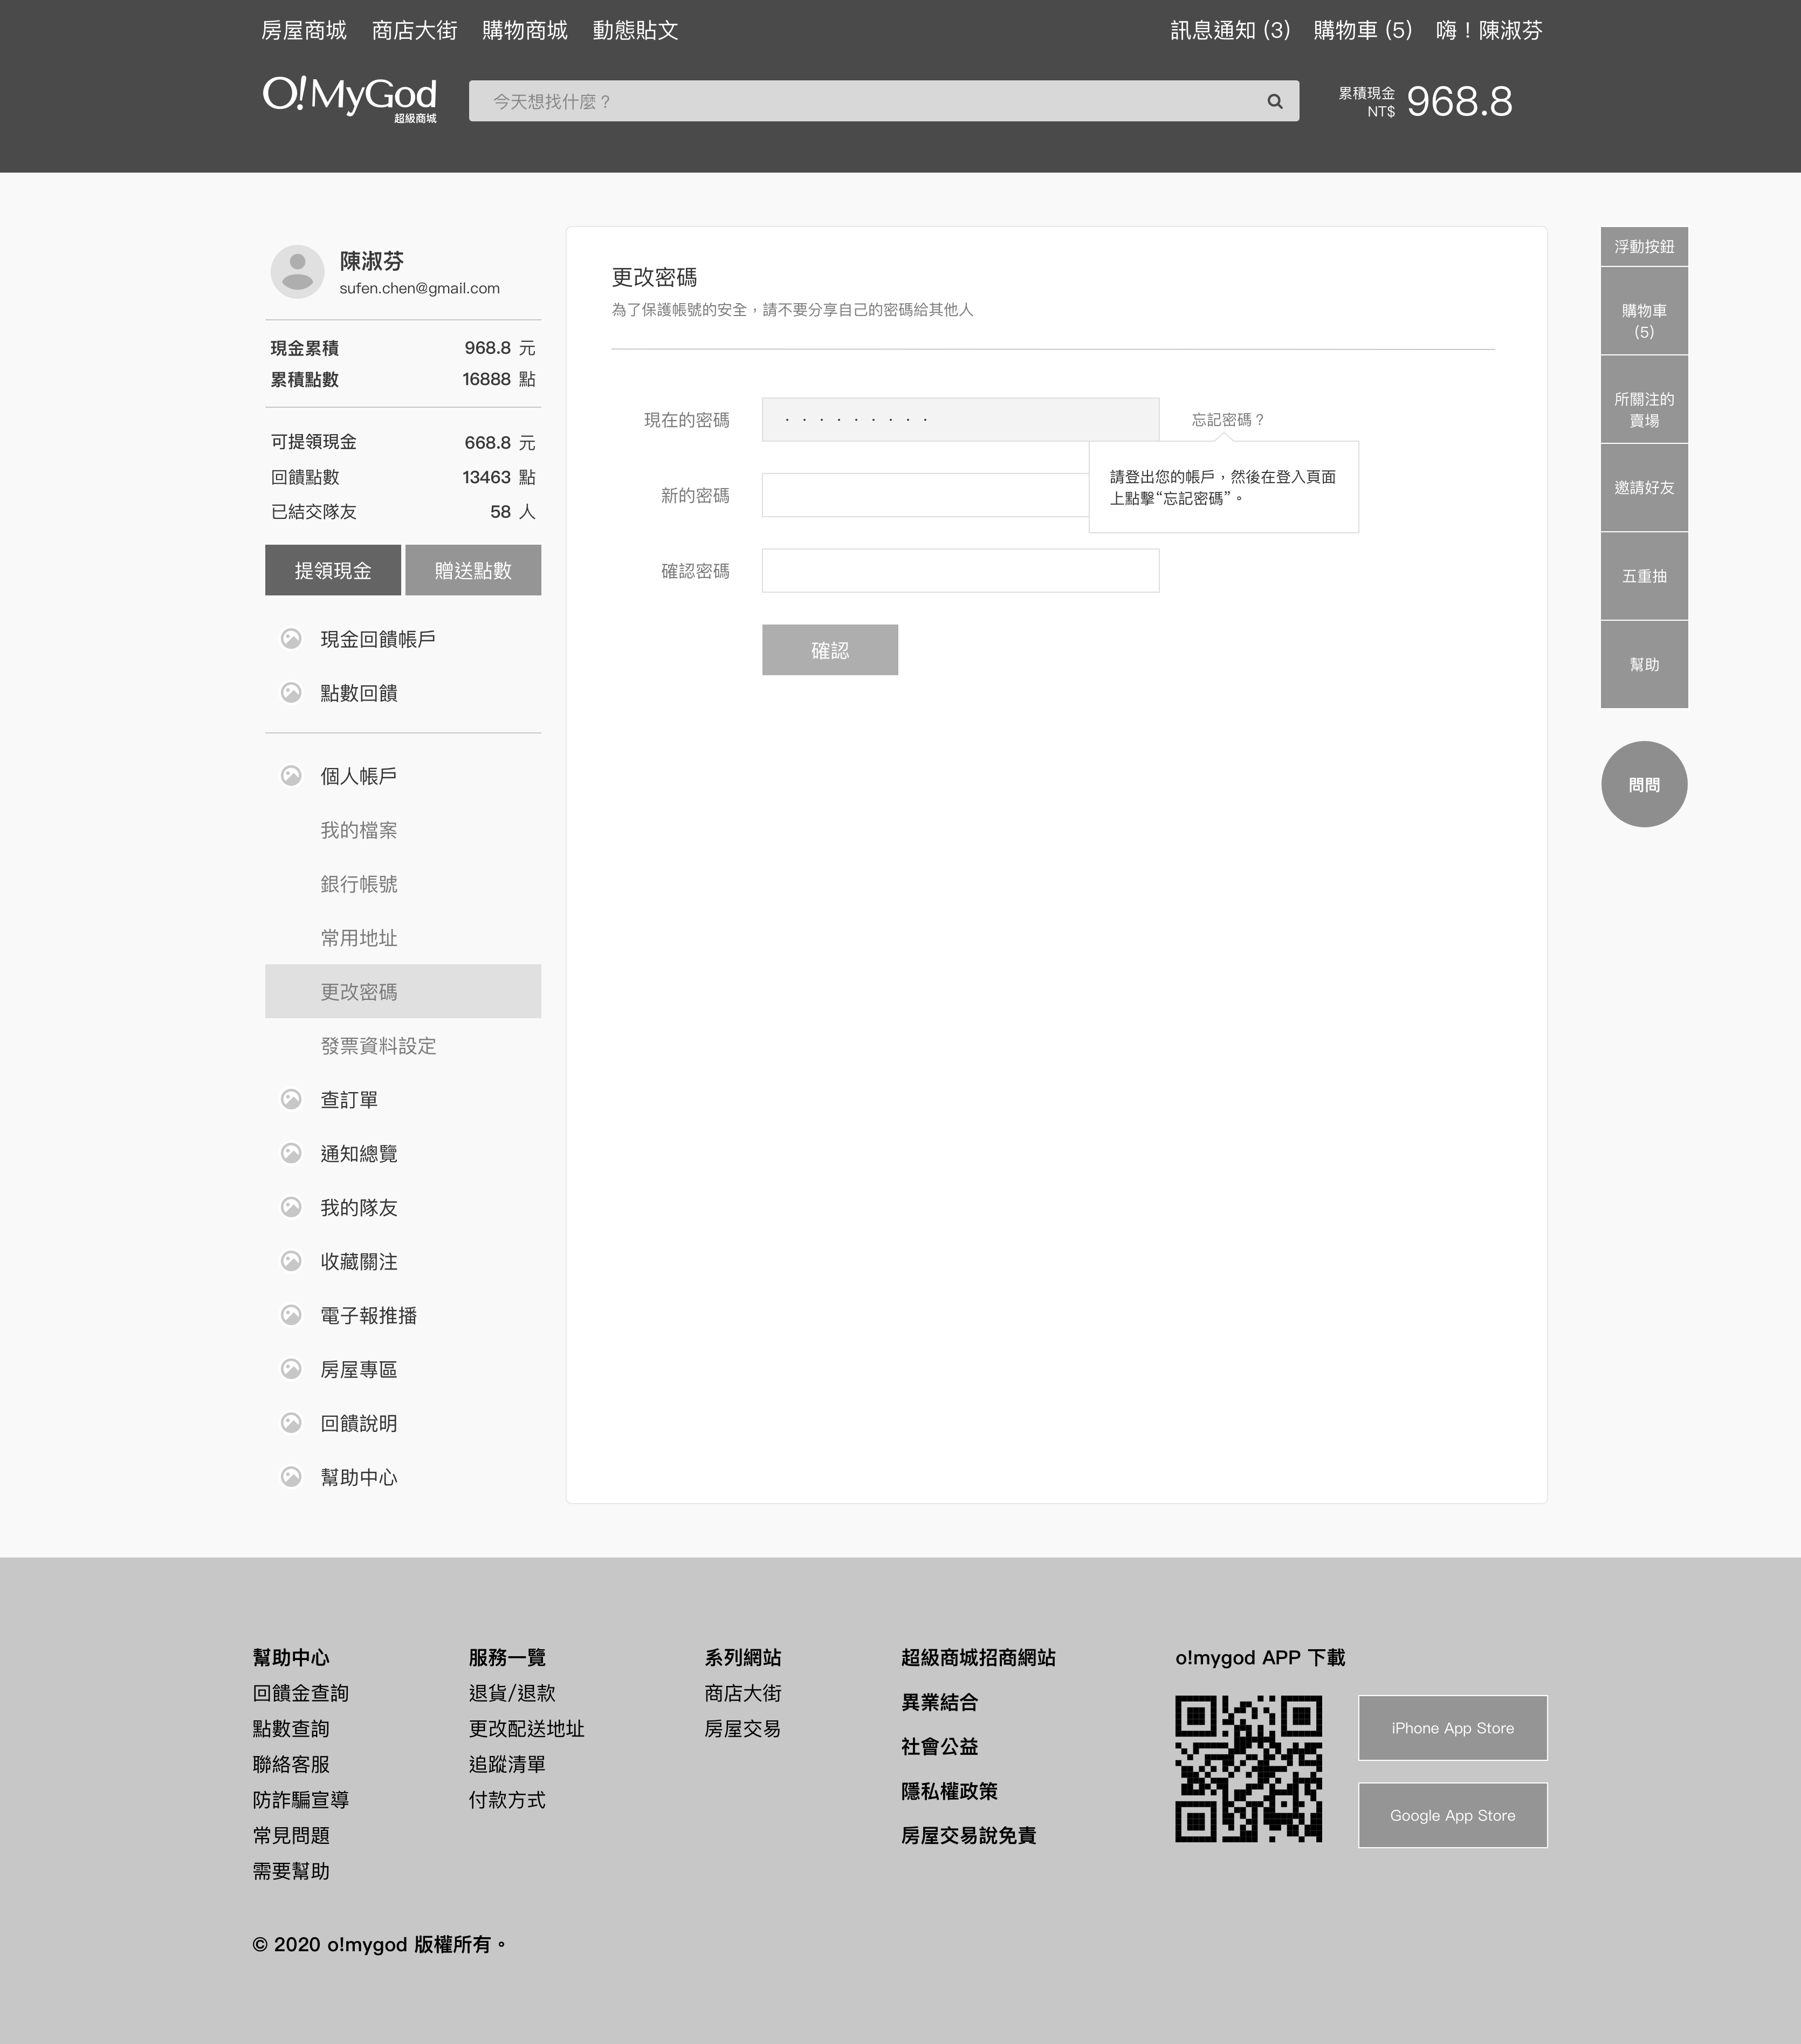 房屋商城 商店大街 購物商城 動態貼文 訊息通知 (3) 購物車 (5) 嗨！陳淑芬
O!MyGod
超級商城
今天想找什麼？
累積現金
NT$
968.8
陳淑芬
sufen.chen@gmail.com
現金累積 968.8 元
累積點數 16888 點
可提領現金 668.8 元
回饋點數 13463 點
已結交隊友 58 人
提領現金 贈送點數
現金回饋帳戶
點數回饋
個人帳戶
我的檔案
銀行帳號
常用地址
更改密碼
發票資料設定
查訂單
通知總覽
我的隊友
收藏關注
電子報推播
房屋專區
回饋說明
幫助中心
更改密碼
為了保護帳號的安全，請不要分享自己的密碼給其他人
現在的密碼 · · · · · · · · · 忘記密碼？
請登出您的帳戶，然後在登入頁面
上點擊“忘記密碼”。
新的密碼
確認密碼
確認
浮動按鈕
購物車
(5)
所關注的
賣場
邀請好友
五重抽
幫助
問問
幫助中心
回饋金查詢
點數查詢
聯絡客服
防詐騙宣導
常見問題
需要幫助
服務一覽
退貨/退款
更改配送地址
追蹤清單
付款方式
系列網站
商店大街
房屋交易
超級商城招商網站
異業結合
社會公益
隱私權政策
房屋交易說免責
o!mygod APP 下載
iPhone App Store
Google App Store
© 2020 o!mygod 版權所有。